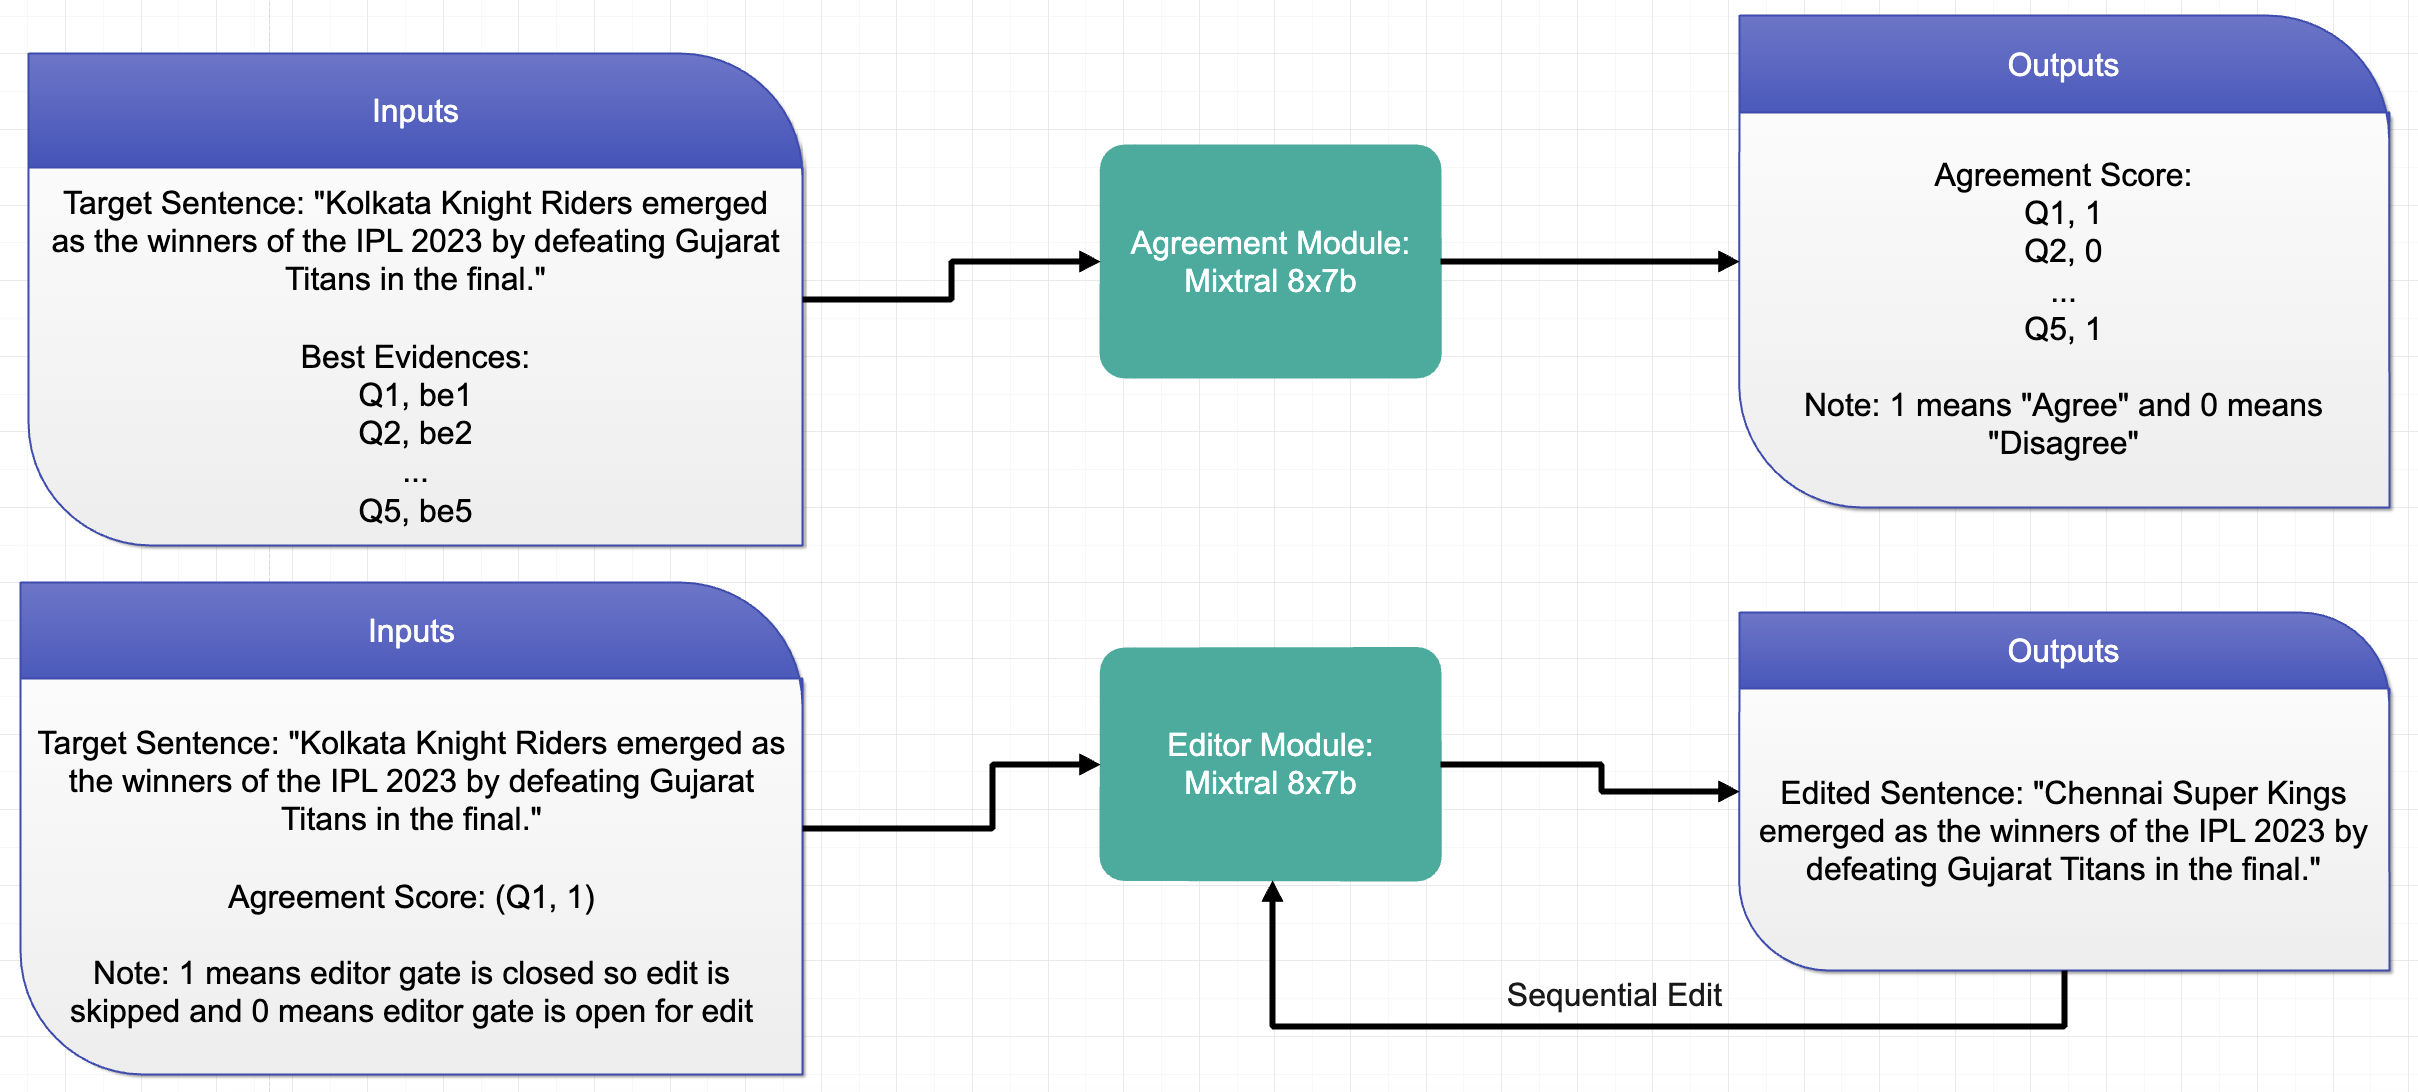 Inputs
Target Sentence: "Kolkata Knight Riders emerged
as the winners of the IPL 2023 by defeating Gujarat
Titans in the final."
Best Evidences:
Q1, be1
Q2, be2
...
Q5, be5
Agreement Module:
Mixtral 8x7b
Outputs
Agreement Score:
Q1, 1
Q2, 0
...
Q5, 1
Note: 1 means "Agree" and 0 means
"Disagree"
Inputs
Target Sentence: "Kolkata Knight Riders emerged as
the winners of the IPL 2023 by defeating Gujarat
Titans in the final."
Agreement Score: (Q1, 1)
Note: 1 means editor gate is closed so edit is
skipped and 0 means editor gate is open for edit
Editor Module:
Mixtral 8x7b
Outputs
Edited Sentence: "Chennai Super Kings
emerged as the winners of the IPL 2023 by
defeating Gujarat Titans in the final."
Sequential Edit